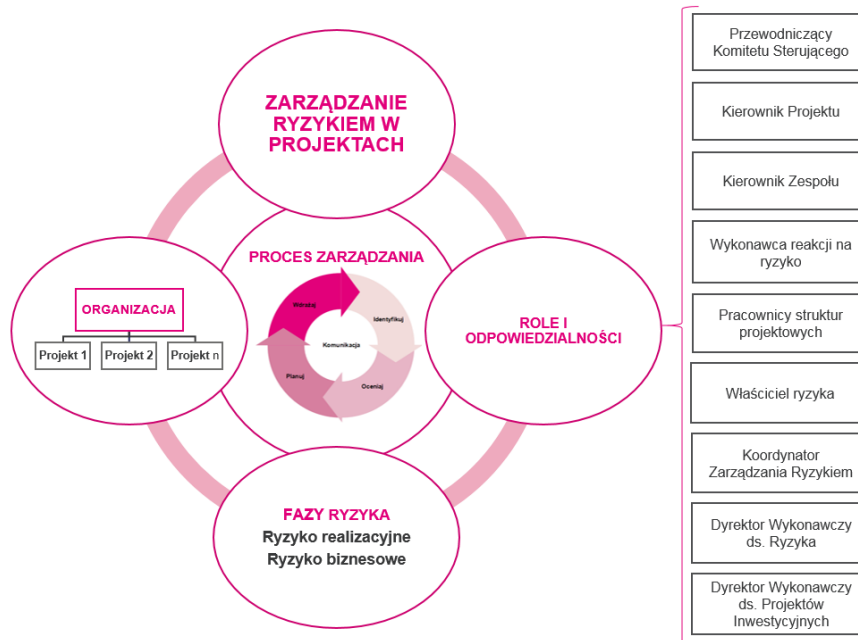 ZARZĄDZANIE
RYZYKIEM W
PROJEKTACH
PROCES ZARZĄDZANIA
Wdrażaj
Identyfikuj
Komunikacja
Planuj
Oceniaj
ORGANIZACJA
Projekt 1
Projekt 2
Projekt n
ROLE I
ODPOWIEDZIALNOŚCI
FAZY RYZYKA
Ryzyko realizacyjne
Ryzyko biznesowe
Przewodniczący
Komitetu Sterującego
Kierownik Projektu
Kierownik Zespołu
Wykonawca reakcji na
ryzyko
Pracownicy struktur
projektowych
Właściciel ryzyka
Koordynator
Zarządzania Ryzykiem
Dyrektor Wykonawczy
ds. Ryzyka
Dyrektor Wykonawczy
ds. Projektów
Inwestycyjnych